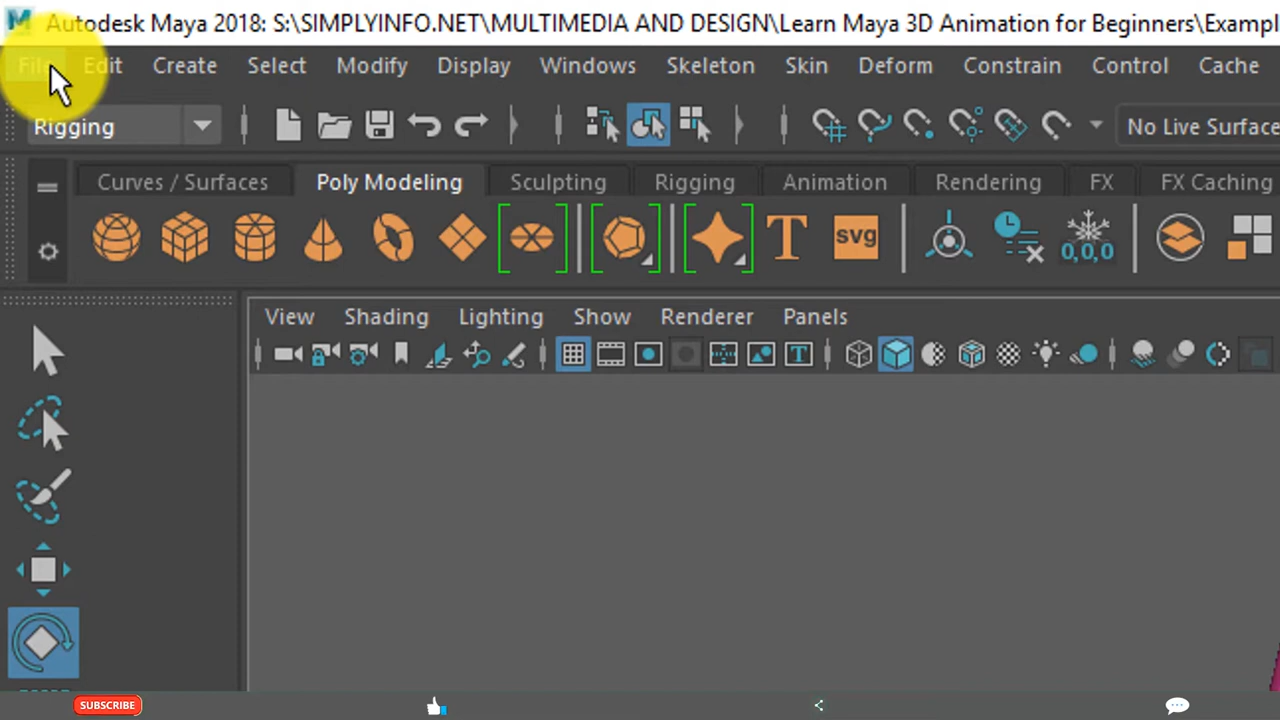 Autodesk Maya 2018: S:\SIMPLYINFO.NET\MULTIMEDIA AND DESIGN\Learn Maya 3D Animation for Beginners\Exampl
File Edit Create Select Modify Display Windows Skeleton Skin Deform Constrain Control Cache
Rigging No Live Surface
Curves / Surfaces Poly Modeling Sculpting Rigging Animation Rendering FX FX Caching
T svg 0,0,0
View Shading Lighting Show Renderer Panels
T
SUBSCRIBE